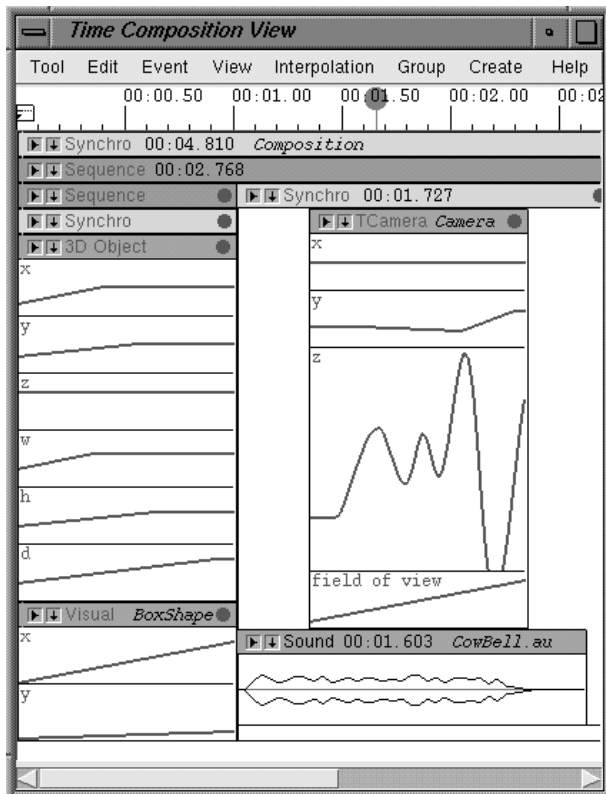 Time Composition View
Tool Edit Event View Interpolation Group Create Help
00:00.50 00:01.00 00:01.50 00:02.00 00:02
Synchro 00:04.810 Composition
Sequence 00:02.768
Sequence Synchro 00:01.727
Synchro TCamera Camera
3D Object
x x
y y
z z
w
h
d
field of view
Visual BoxShape
x
Sound 00:01.603 CowBell.au
y